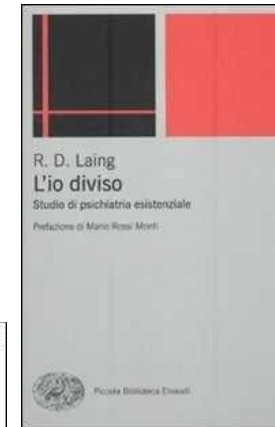 R. D. Laing
L'io diviso
Studio di psichiatria esistenziale
Prefazione di Mario Rossi Monti
Piccola Biblioteca Einaudi